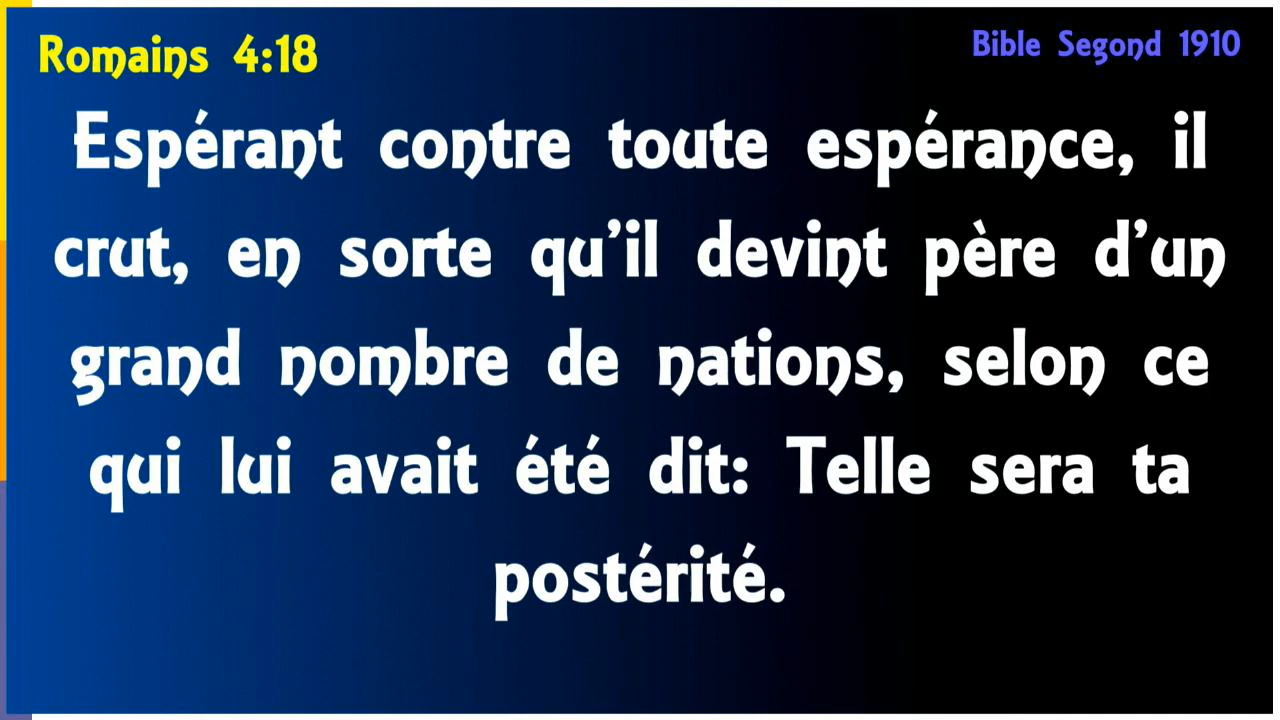 Romains 4:18
Bible Segond 1910
Espérant contre toute espérance, il
crut, en sorte qu’il devint père d’un
grand nombre de nations, selon ce
qui lui avait été dit: Telle sera ta
postérité.